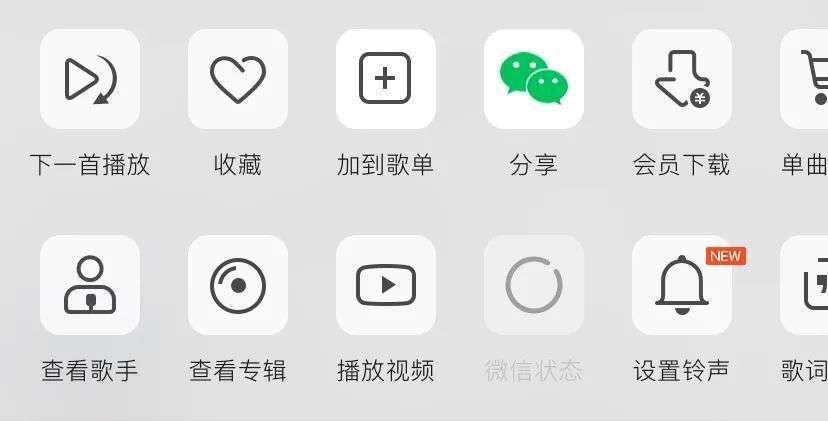 下一首播放
收藏
加到歌单
分享
会员下载
单曲
NEW
查看歌手
查看专辑
播放视频
微信状态
设置铃声
歌词